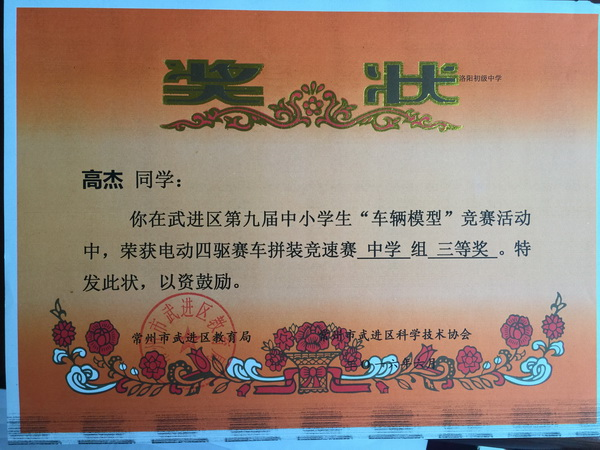 奖 状
洛阳初级中学
高杰 同学：
你在武进区第九届中小学生“车辆模型”竞赛活动
中，荣获电动四驱赛车拼装竞速赛 中学 组 三等奖 。特
发此状，以资鼓励。
常州市武进区教育局 常州市武进区科学技术协会